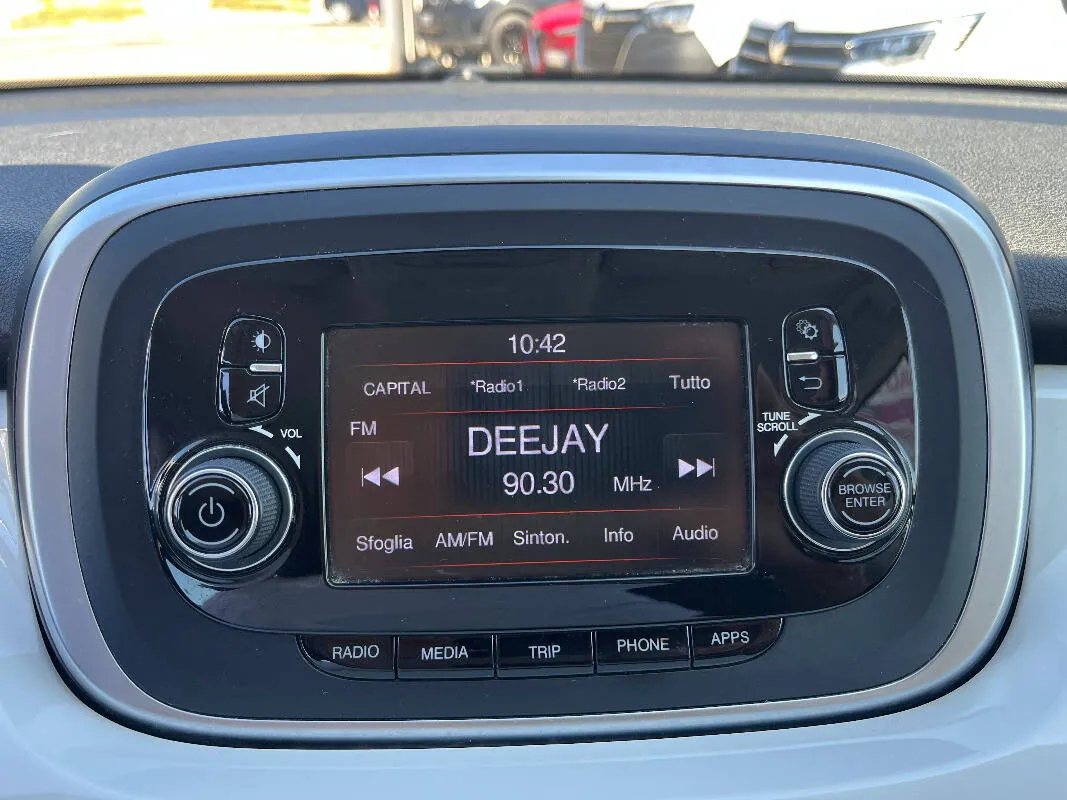 10:42
CAPITAL *Radio1 *Radio2 Tutto
FM
DEEJAY
90.30 MHz
Sfoglia AM/FM Sinton. Info Audio
VOL
TUNE
SCROLL
BROWSE
ENTER
RADIO MEDIA TRIP PHONE APPS